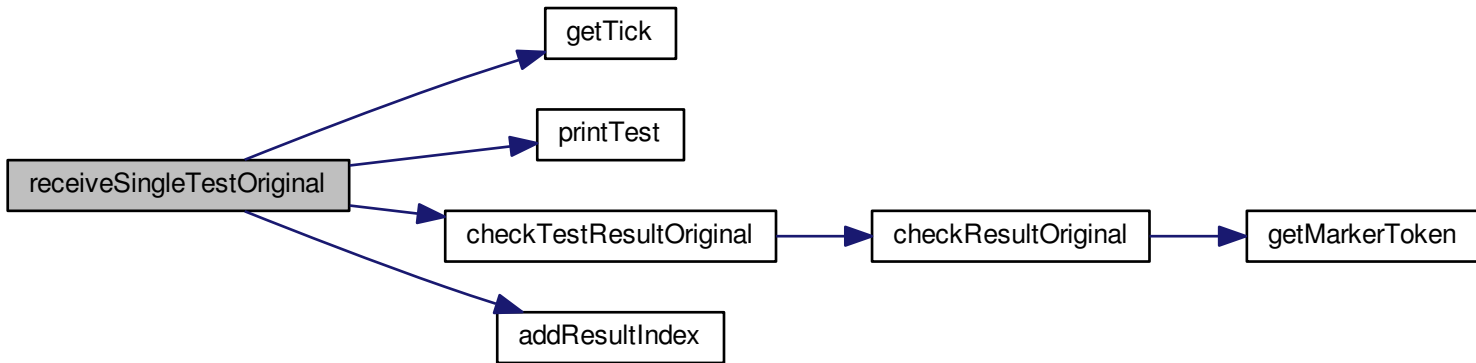 getTick
printTest
receiveSingleTestOriginal
checkTestResultOriginal
checkResultOriginal
getMarkerToken
addResultIndex